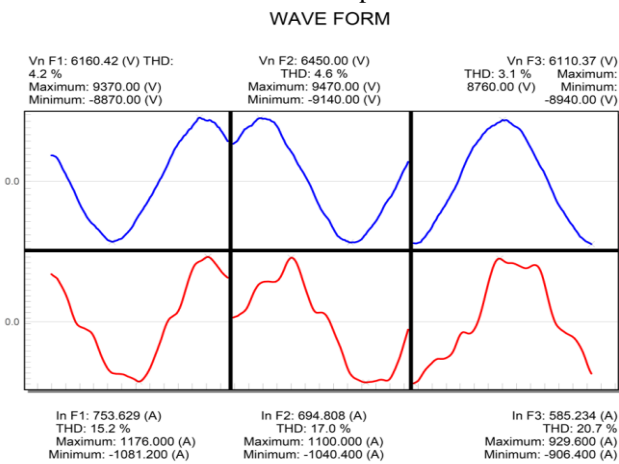 WAVE FORM
Vn F1: 6160.42 (V) THD:
4.2 %
Maximum: 9370.00 (V)
Minimum: -8870.00 (V)
Vn F2: 6450.00 (V)
THD: 4.6 %
Maximum: 9470.00 (V)
Minimum: -9140.00 (V)
Vn F3: 6110.37 (V)
THD: 3.1 % Maximum:
8760.00 (V) Minimum:
-8940.00 (V)
0.0
0.0
In F1: 753.629 (A)
THD: 15.2 %
Maximum: 1176.000 (A)
Minimum: -1081.200 (A)
In F2: 694.808 (A)
THD: 17.0 %
Maximum: 1100.000 (A)
Minimum: -1040.400 (A)
In F3: 585.234 (A)
THD: 20.7 %
Maximum: 929.600 (A)
Minimum: -906.400 (A)